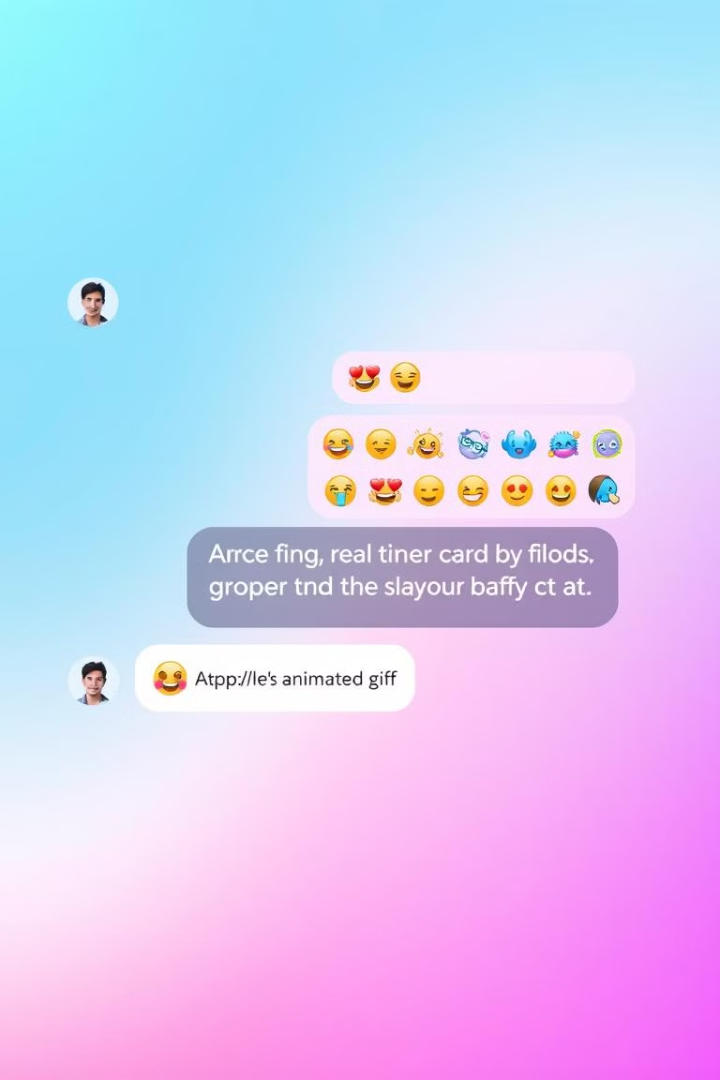 Arrce fing, real tiner card by filods,
groper tnd the slayour baffy ct at.
Atpp://le's animated giff